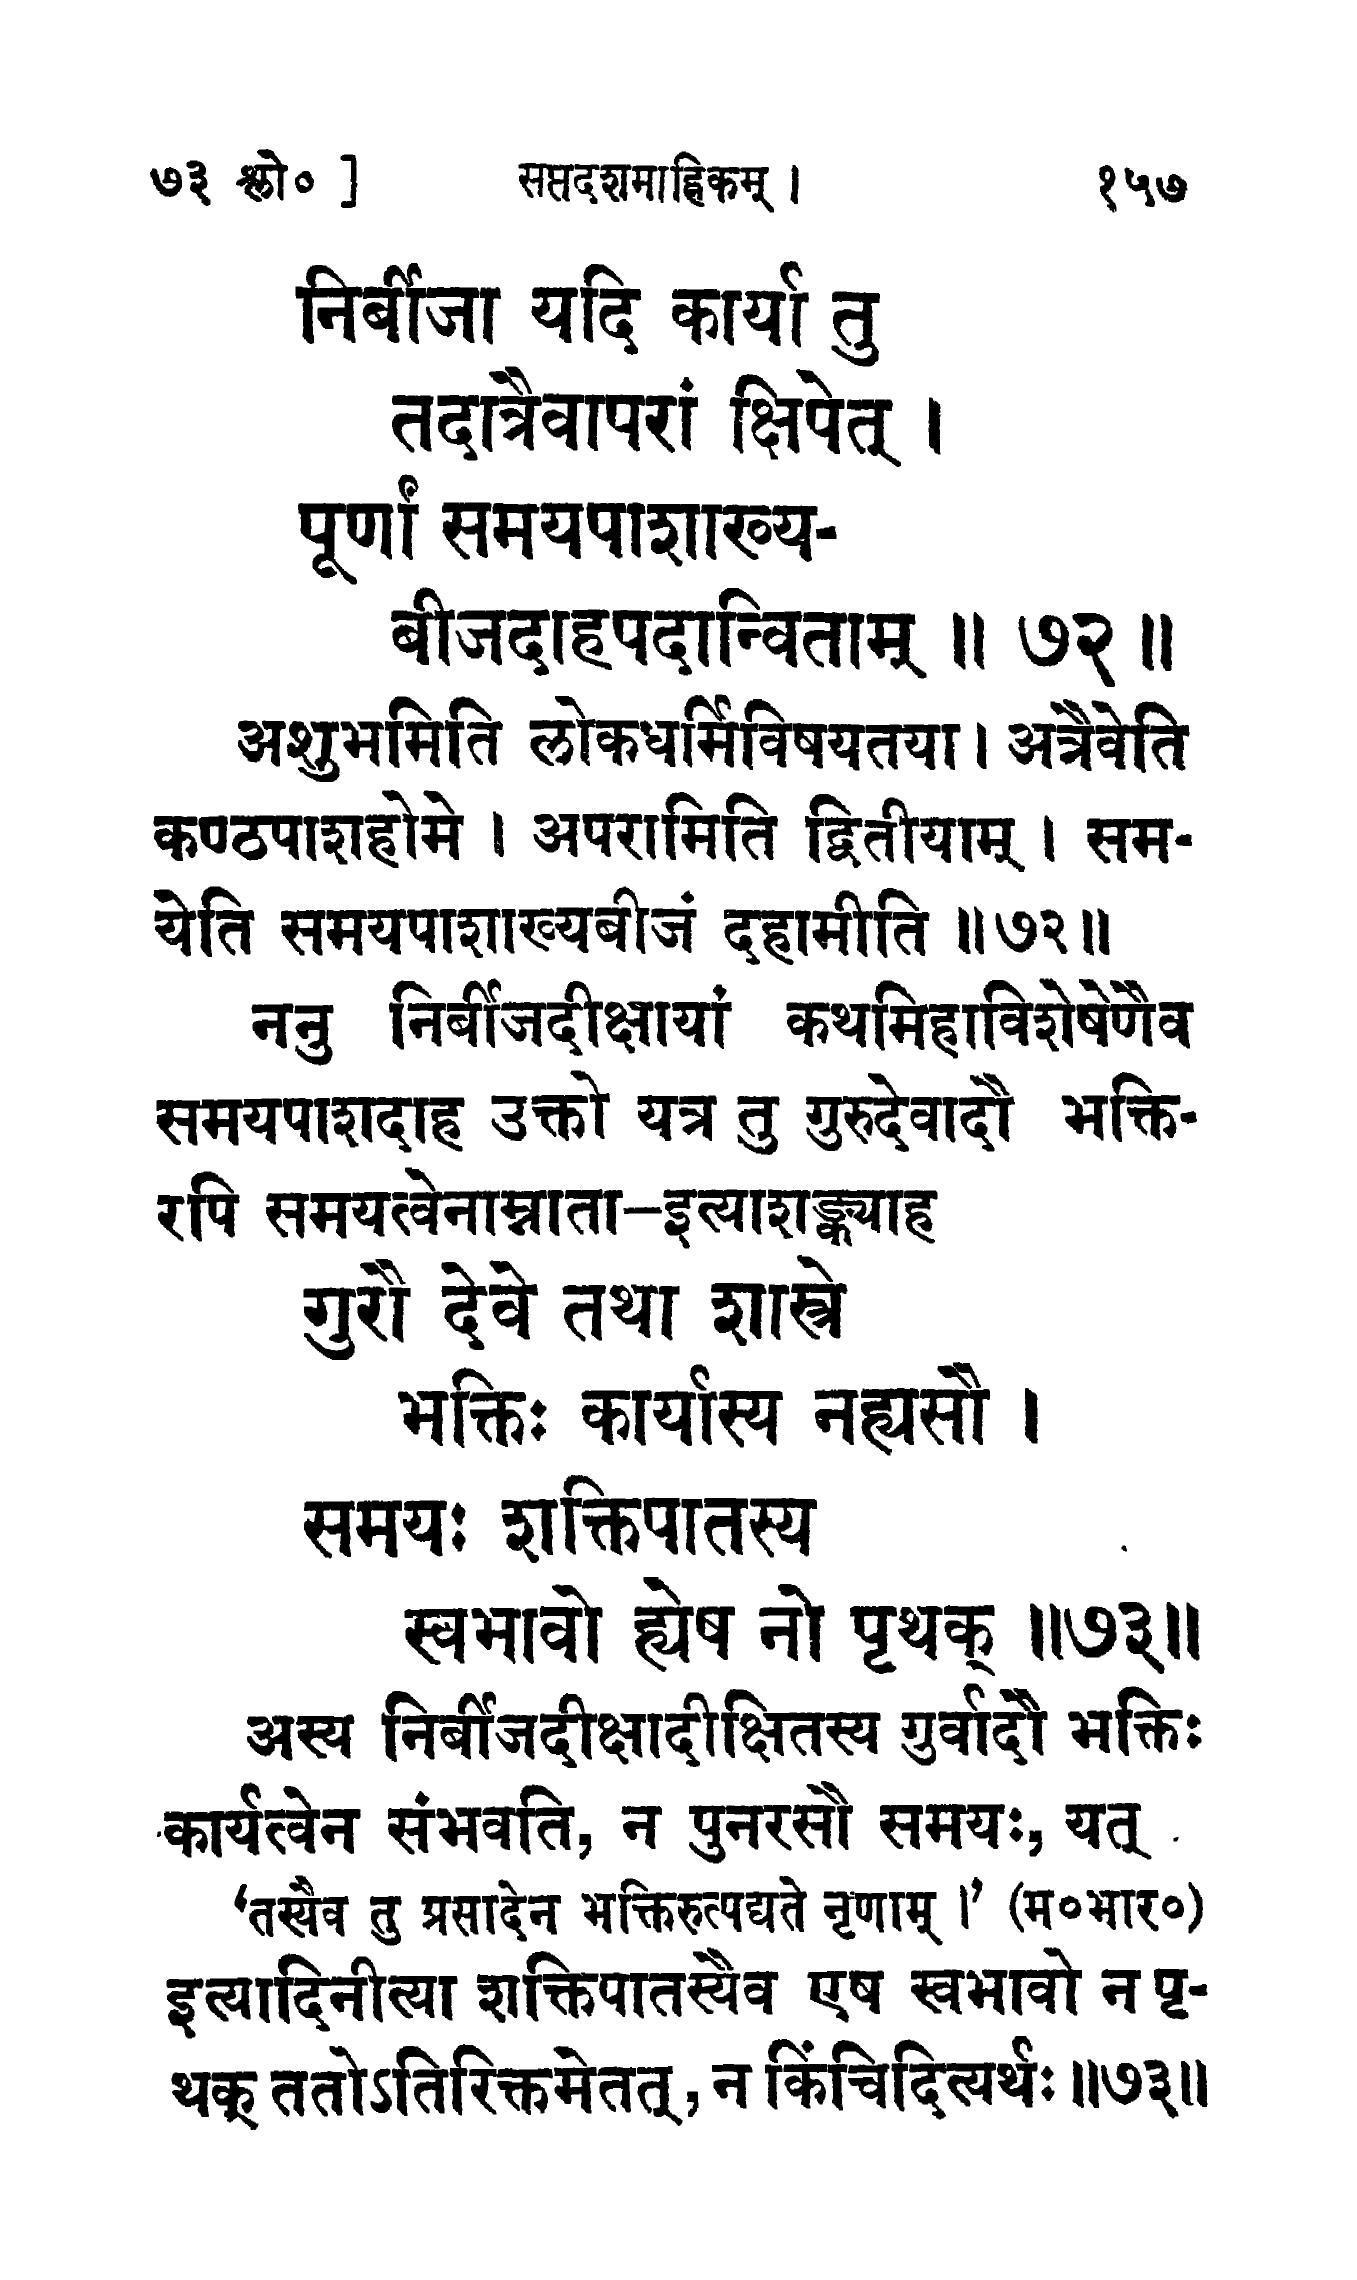 ७३ श्लो० ] सप्तदशमाह्निकम् । १५७
निर्बीजा यदि कार्या तु
तदात्रैवापरां क्षिपेत् ।
पूर्णां समयपाशाख्य-
बीजदाहपदान्विताम् ॥ ७२ ॥
अशुभमिति लोकधर्मिविषयतया । अत्रैवेति
कण्ठपाशहोमे । अपरामिति द्वितीयाम् । सम-
येति समयपाशाख्यबीजं दहामीति ॥७२॥
ननु निर्बीजदीक्षायां कथमिहाविशेषेणैव
समयपाशदाह उक्तो यत्र तु गुरुदेवादौ भक्ति-
रपि समयत्वेनाम्नाता—इत्याशङ्क्याह
गुरौ देवे तथा शास्त्रे
भक्तिः कार्यास्य नह्यसौ ।
समयः शक्तिपातस्य
स्वभावो ह्येष नो पृथक् ॥७३॥
अस्य निर्बीजदीक्षादीक्षितस्य गुर्वादौ भक्तिः
कार्यत्वेन संभवति, न पुनरसौ समयः, यत्
‘तस्यैव तु प्रसादेन भक्तिरुत्पद्यते नृणाम् ।’ (म०भार०)
इत्यादिनीत्या शक्तिपातस्यैव एष स्वभावो न पृ-
थक् ततोऽतिरिक्तमेतत्, न किंचिदित्यर्थः ॥७३॥